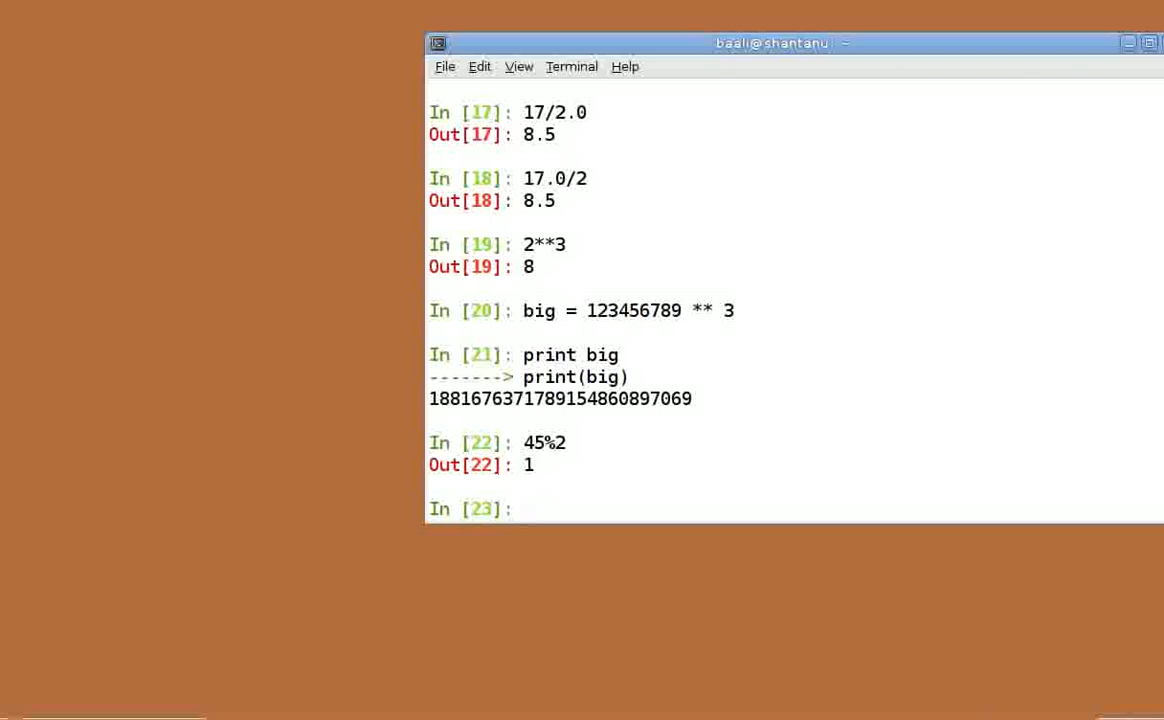 baali@shantanu: ~
File Edit View Terminal Help
In [17]: 17/2.0
Out[17]: 8.5
In [18]: 17.0/2
Out[18]: 8.5
In [19]: 2**3
Out[19]: 8
In [20]: big = 123456789 ** 3
In [21]: print big
-------> print(big)
1881676371789154860897069
In [22]: 45%2
Out[22]: 1
In [23]: